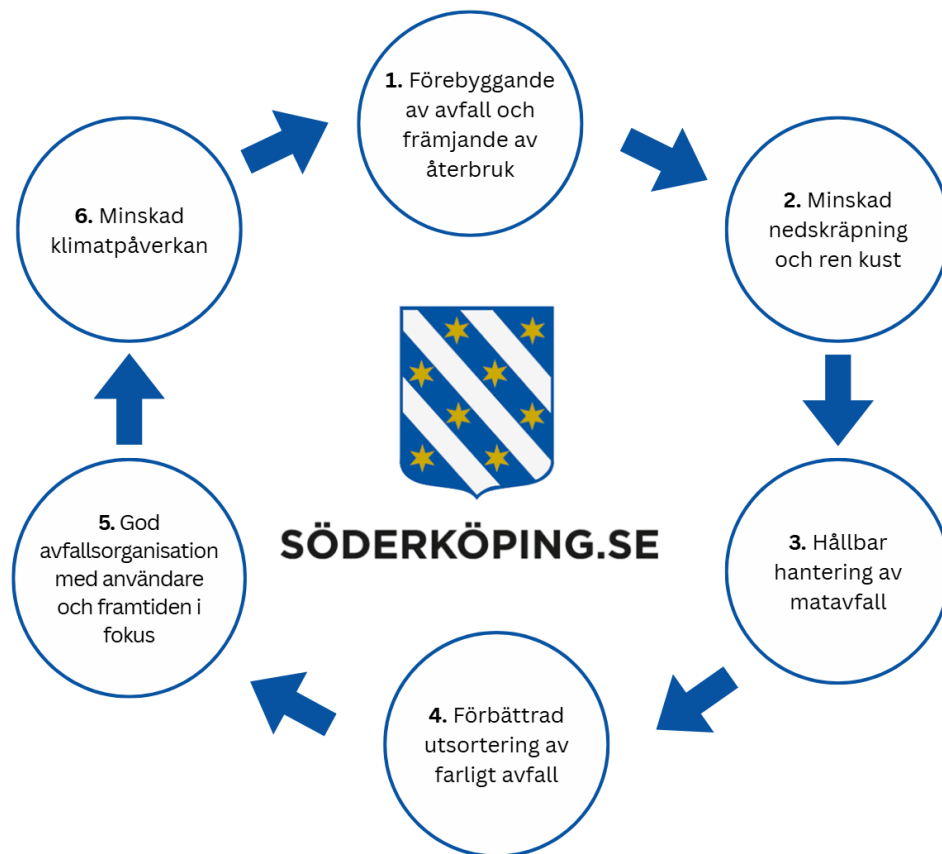 1. Förebyggande
av avfall och
främjande av
återbruk
2. Minskad
nedskräpning
och ren kust
3. Hållbar
hantering av
matavfall
4. Förbättrad
utsortering av
farligt avfall
5. God
avfallsorganisation
med användare
och framtiden i
fokus
6. Minskad
klimatpåverkan
SÖDERKÖPING.SE